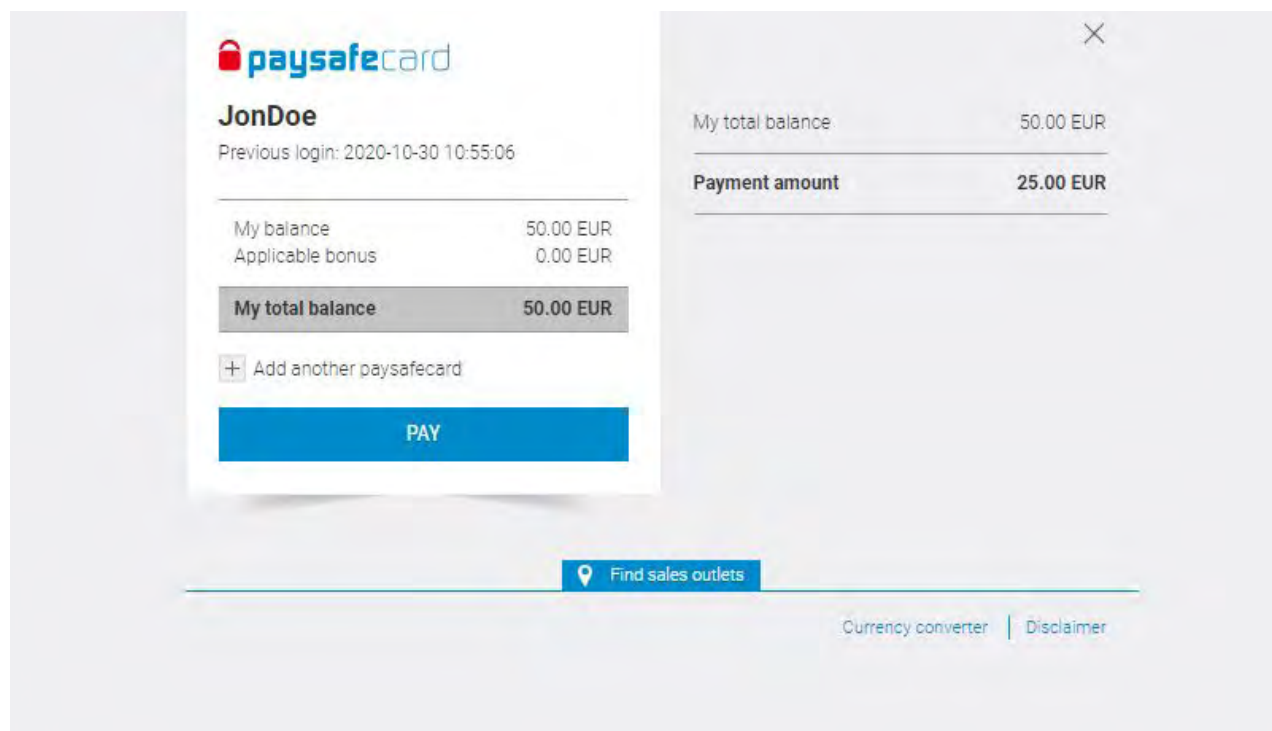 paysafecard
JonDoe
Previous login: 2020-10-30 10:55:06
My balance 50.00 EUR
Applicable bonus 0.00 EUR
My total balance 50.00 EUR
+ Add another paysafecard
PAY
My total balance 50.00 EUR
Payment amount 25.00 EUR
Find sales outlets
Currency converter | Disclaimer